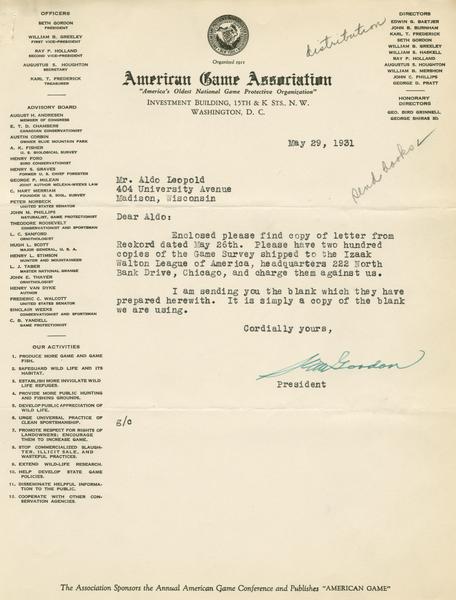 OFFICERS
SETH GORDON
PRESIDENT
WILLIAM B. GREELEY
FIRST VICE-PRESIDENT
RAY P. HOLLAND
SECOND VICE-PRESIDENT
AUGUSTUS S. HOUGHTON
SECRETARY
KARL T. FREDERICK
TREASURER
ADVISORY BOARD
AUGUST H. ANDRESEN
MEMBER OF CONGRESS
E. T. D. CHAMBERS
CANADIAN CONSERVATIONIST
AUSTIN CORBIN
OWNER BLUE MOUNTAIN PARK
A. K. FISHER
U. S. BIOLOGICAL SURVEY
HENRY FORD
BIRD CONSERVATIONIST
HENRY S. GRAVES
FORMER U. S. CHIEF FORESTER
GEORGE P. McLEAN
JOINT AUTHOR McLEAN-WEEKS LAW
C. HART MERRIAM
FOUNDER U. S. BIOL. SURVEY
PETER NORBECK
UNITED STATES SENATOR
JOHN M. PHILLIPS
NATURALIST, GAME PROTECTIONIST
THEODORE ROOSEVELT
CONSERVATIONIST AND SPORTSMAN
L. C. SANFORD
ORNITHOLOGIST
HUGH L. SCOTT
MAJOR GENERAL, U. S. A.
HENRY L. STIMSON
HUNTER AND MOUNTAINEER
L. J. TABER
MASTER NATIONAL GRANGE
JOHN E. THAYER
ORNITHOLOGIST
HENRY VAN DYKE
AUTHOR
FREDERIC C. WALCOTT
UNITED STATES SENATOR
SINCLAIR WEEKS
CONSERVATIONIST AND SPORTSMAN
C. B. YANDELL
GAME PROTECTIONIST
OUR ACTIVITIES
1. PRODUCE MORE GAME AND GAME
FISH.
2. SAFEGUARD WILD LIFE AND ITS
HABITAT.
3. ESTABLISH MORE INVIOLATE WILD
LIFE REFUGES.
4. PROVIDE MORE PUBLIC HUNTING
AND FISHING GROUNDS.
5. DEVELOP PUBLIC APPRECIATION OF
WILD LIFE.
6. URGE UNIVERSAL PRACTICE OF
CLEAN SPORTSMANSHIP.
7. PROMOTE RESPECT FOR RIGHTS OF
LANDOWNERS; ENCOURAGE
THEM TO INCREASE GAME.
8. STOP COMMERCIALIZED SLAUGH-
TER, ILLICIT SALE, AND
WASTEFUL PRACTICES.
9. EXTEND WILD-LIFE RESEARCH.
10. HELP DEVELOP STATE GAME
POLICIES.
11. DISSEMINATE HELPFUL INFORMA-
TION TO THE PUBLIC.
12. COOPERATE WITH OTHER CON-
SERVATION AGENCIES.
Organized 1911
American Game Association
"America's Oldest National Game Protective Organization"
INVESTMENT BUILDING, 15TH & K STS. N. W.
WASHINGTON, D. C.
distribution
DIRECTORS
EDWIN G. BAETJER
JOHN B. BURNHAM
KARL T. FREDERICK
SETH GORDON
WILLIAM B. GREELEY
WILLIAM S. HASKELL
RAY P. HOLLAND
AUGUSTUS S. HOUGHTON
WILLIAM B. MERSHON
JOHN C. PHILLIPS
GEORGE D. PRATT
HONORARY
DIRECTORS
GEO. BIRD GRINNELL
GEORGE SHIRAS 3D
May 29, 1931
send books
Mr. Aldo Leopold
404 University Avenue
Madison, Wisconsin
Dear Aldo:
Enclosed please find copy of letter from
Reckord dated May 26th. Please have two hundred
copies of the Game Survey shipped to the Izaak
Walton League of America, headquarters 222 North
Bank Drive, Chicago, and charge them against us.
I am sending you the blank which they have
prepared herewith. It is simply a copy of the blank
we are using.
Cordially yours,
Seth Gordon
President
g/c
The Association Sponsors the Annual American Game Conference and Publishes "AMERICAN GAME"